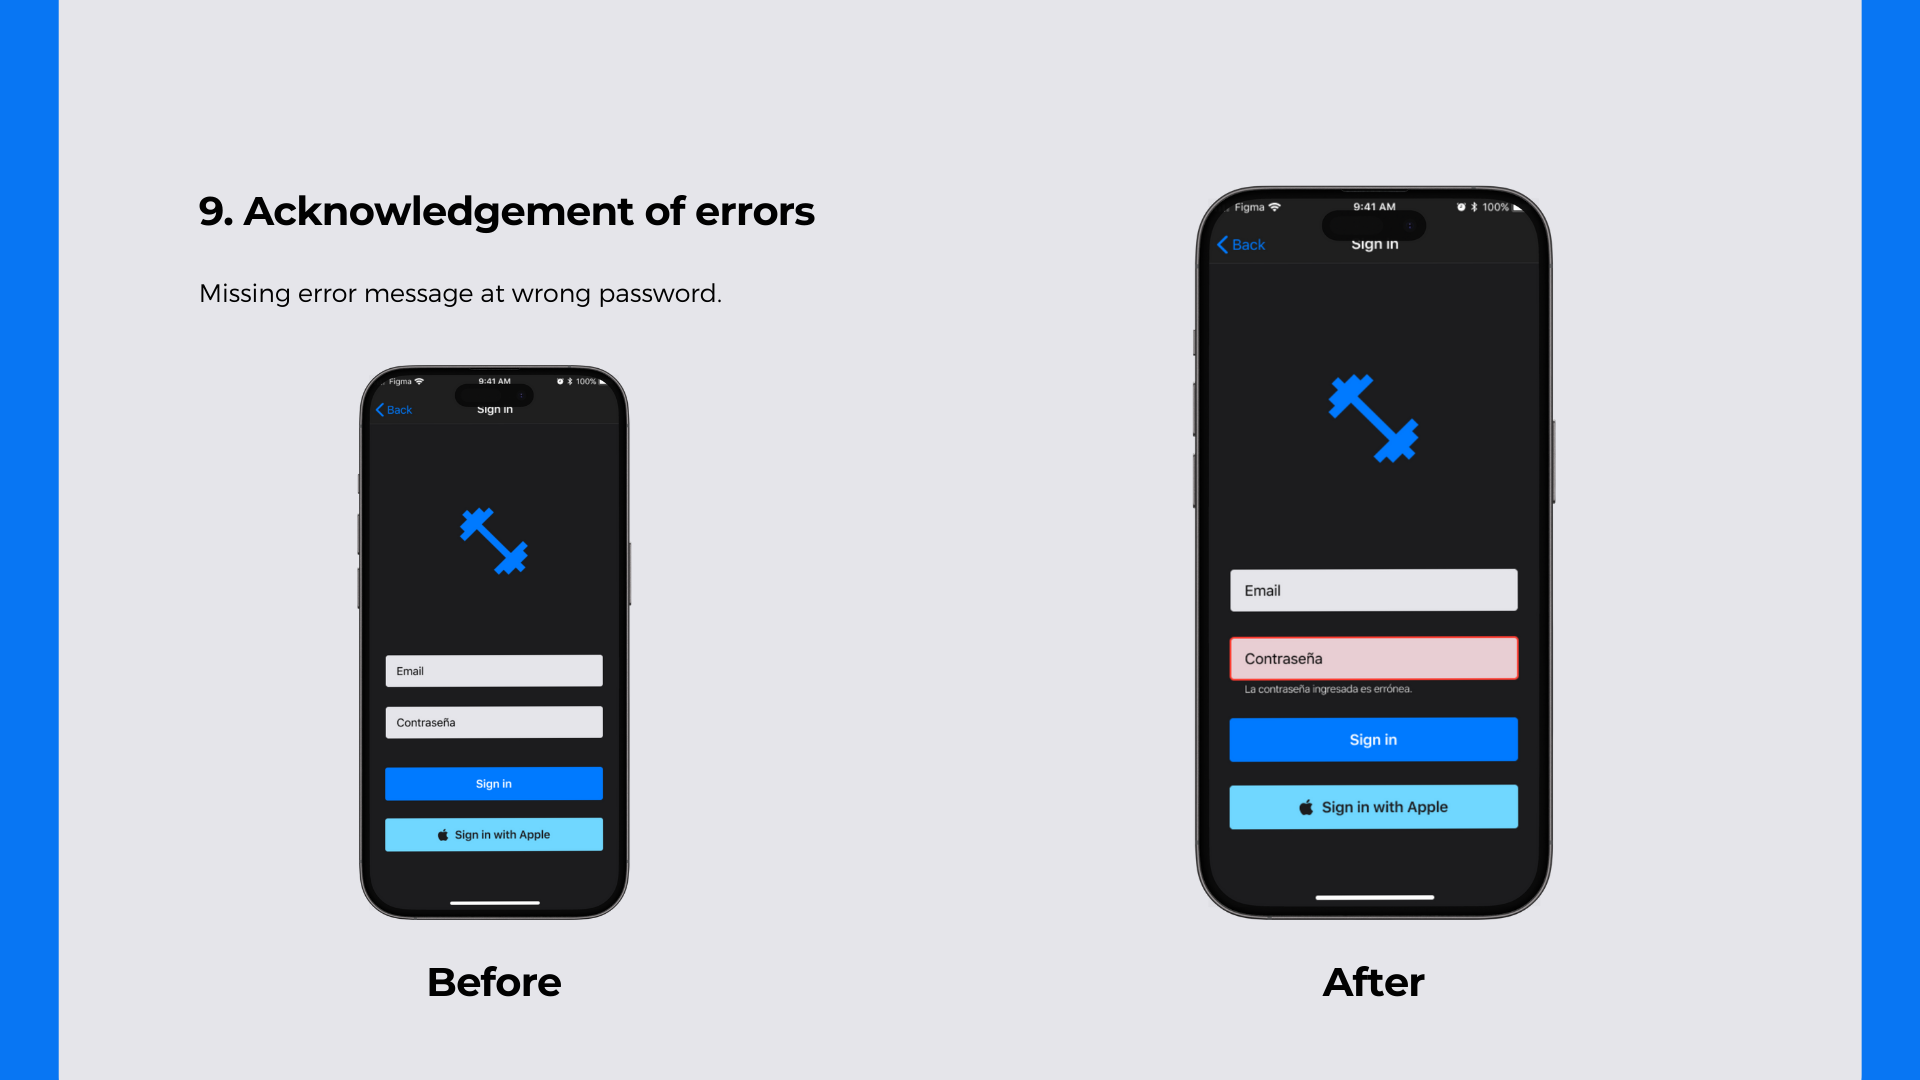 9. Acknowledgement of errors
Missing error message at wrong password.
Figma 9:41 AM 100%
Back Sign in
Email
Contraseña
Sign in
Sign in with Apple
Before
Figma 9:41 AM 100%
Back Sign in
Email
Contraseña
La contraseña ingresada es errónea.
Sign in
Sign in with Apple
After